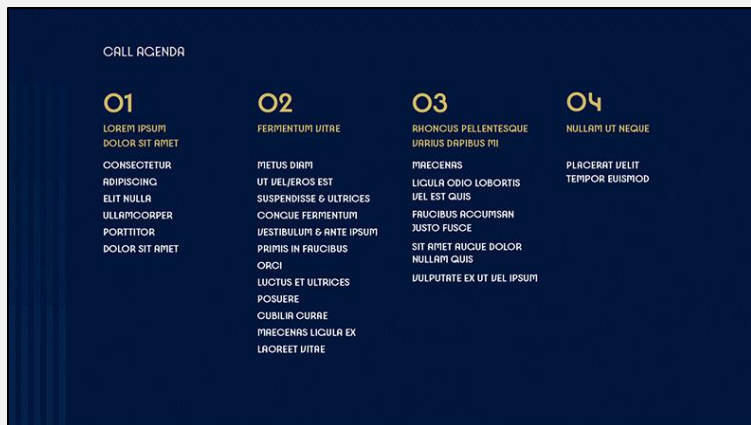 CALL AGENDA
01
LOREM IPSUM
DOLOR SIT AMET
CONSECTETUR
ADIPISCING
ELIT NULLA
ULLAMCORPER
PORTTITOR
DOLOR SIT AMET
02
FERMENTUM VITAE
METUS DIAM
UT VEL/EROS EST
SUSPENDISSE & ULTRICES
CONGUE FERMENTUM
VESTIBULUM & ANTE IPSUM
PRIMIS IN FAUCIBUS
ORCI
LUCTUS ET ULTRICES
POSUERE
CUBILIA CURAE
MAECENAS LIGULA EX
LAOREET VITAE
03
RHONCUS PELLENTESQUE
VARIUS DAPIBUS MI
MAECENAS
LIGULA ODIO LOBORTIS
VEL EST QUIS
FAUCIBUS ACCUMSAN
JUSTO FUSCE
SIT AMET AUGUE DOLOR
NULLAM QUIS
VULPUTATE EX UT VEL IPSUM
04
NULLAM UT NEQUE
PLACERAT VELIT
TEMPOR EUISMOD